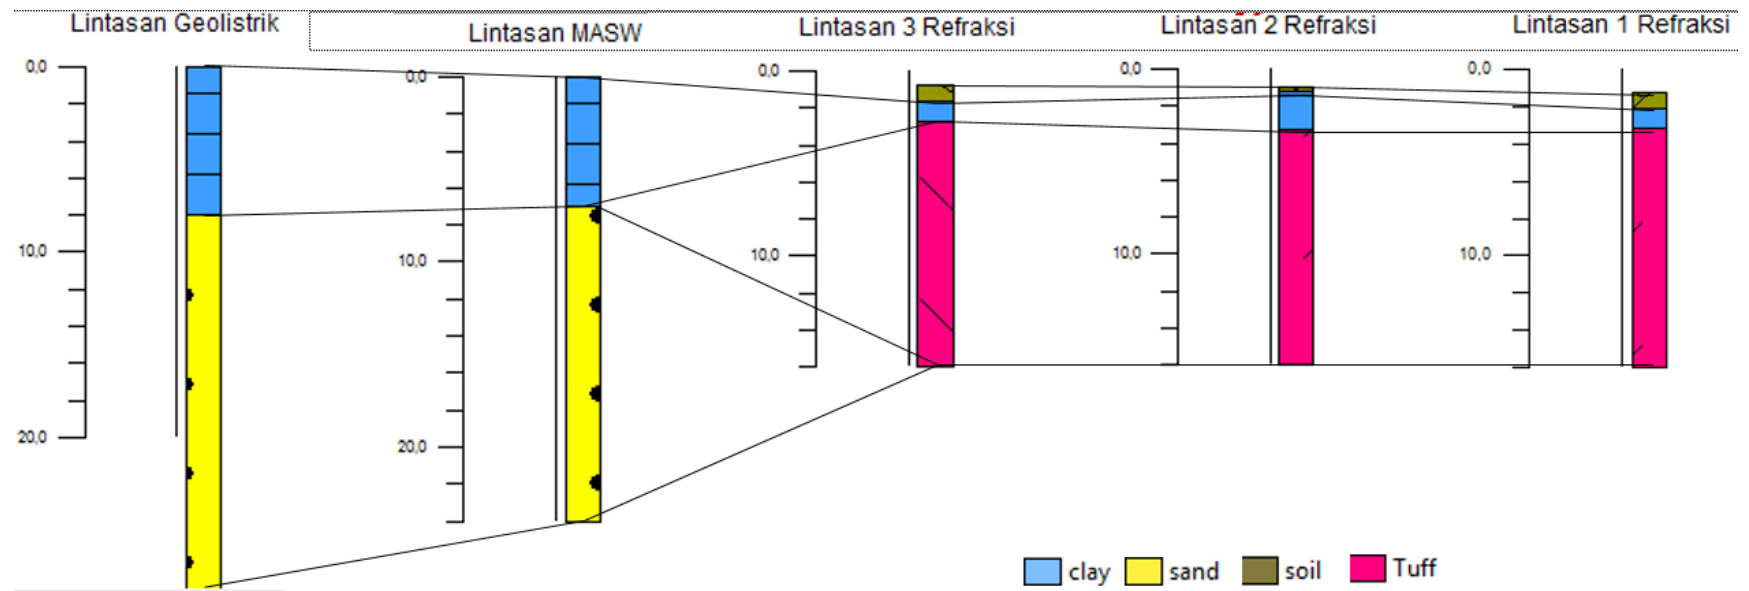 Lintasan Geolistrik
Lintasan MASW
Lintasan 3 Refraksi
Lintasan 2 Refraksi
Lintasan 1 Refraksi
0,0
10,0
20,0
0,0
10,0
20,0
0,0
10,0
0,0
10,0
0,0
10,0
clay
sand
soil
Tuff